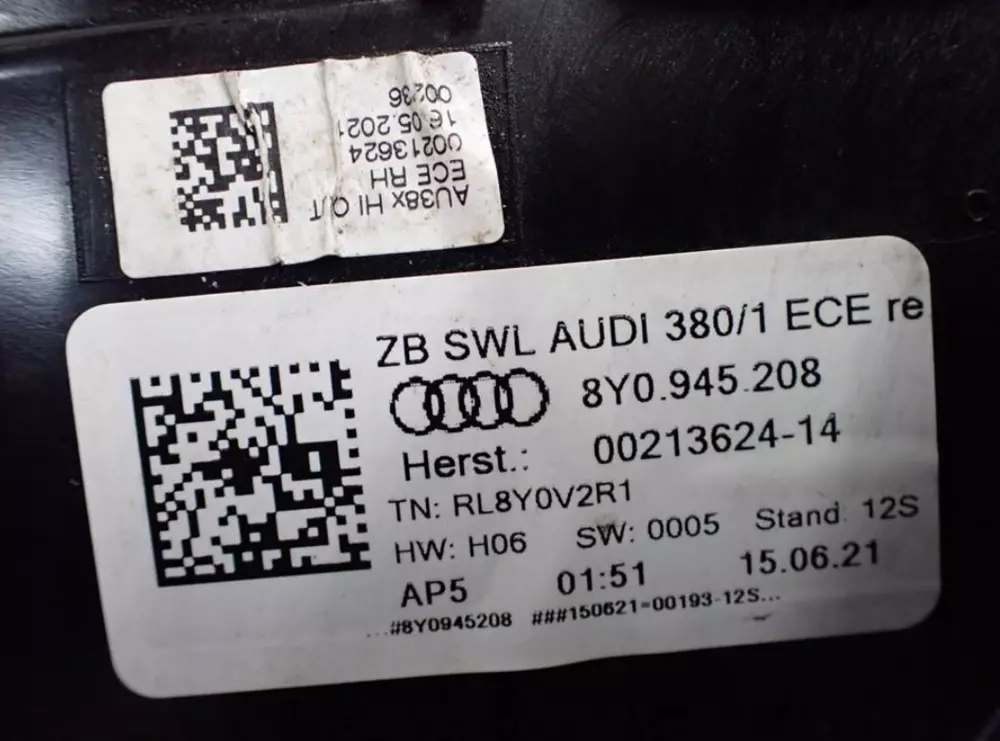 AU38x HI Q/T
ECE RH
00213624
16.05.2021
00236
ZB SWL AUDI 380/1 ECE re
8Y0.945.208
Herst.: 00213624-14
TN: RL8Y0V2R1
HW: H06 SW: 0005 Stand 12S
AP5 01:51 15.06.21
...#8Y0945208 ###150621-00193-12S...